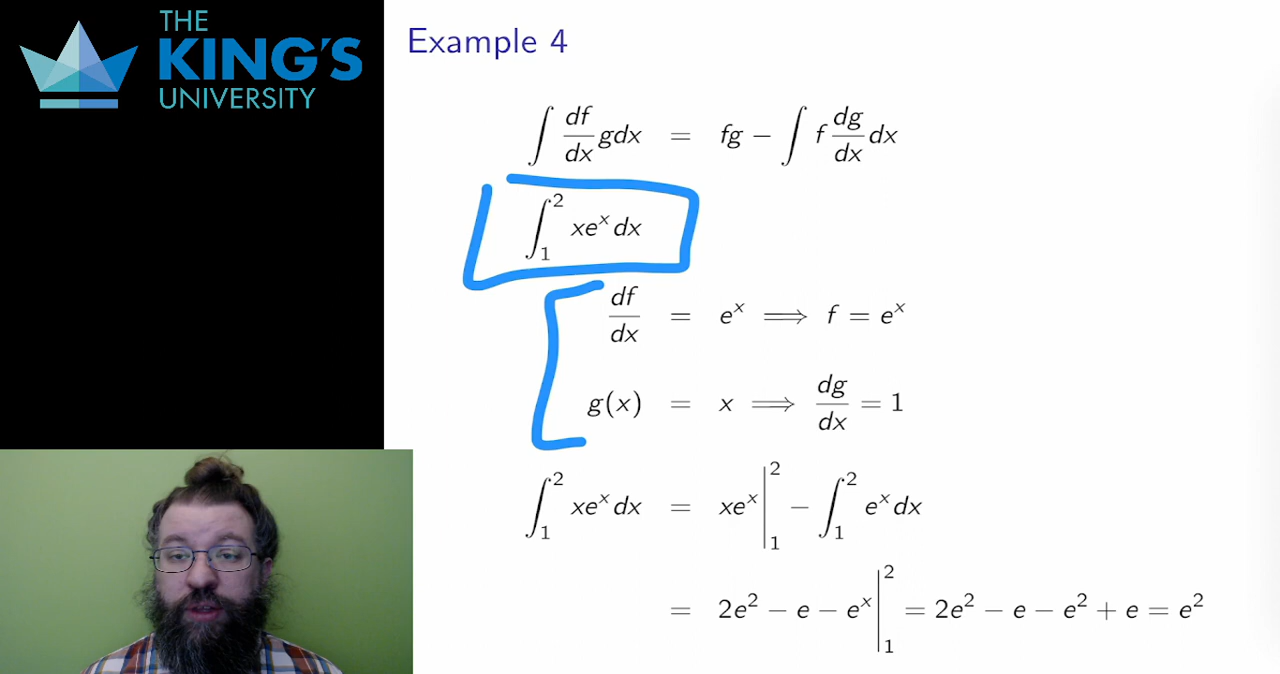 THE
KING'S
UNIVERSITY
Example 4
∫ df/dx gdx = fg − ∫ f dg/dx dx
∫₁² xeˣ dx
df/dx = eˣ ⟹ f = eˣ
g(x) = x ⟹ dg/dx = 1
∫₁² xeˣ dx = xeˣ|₁² − ∫₁² eˣ dx
= 2e² − e − eˣ|₁² = 2e² − e − e² + e = e²